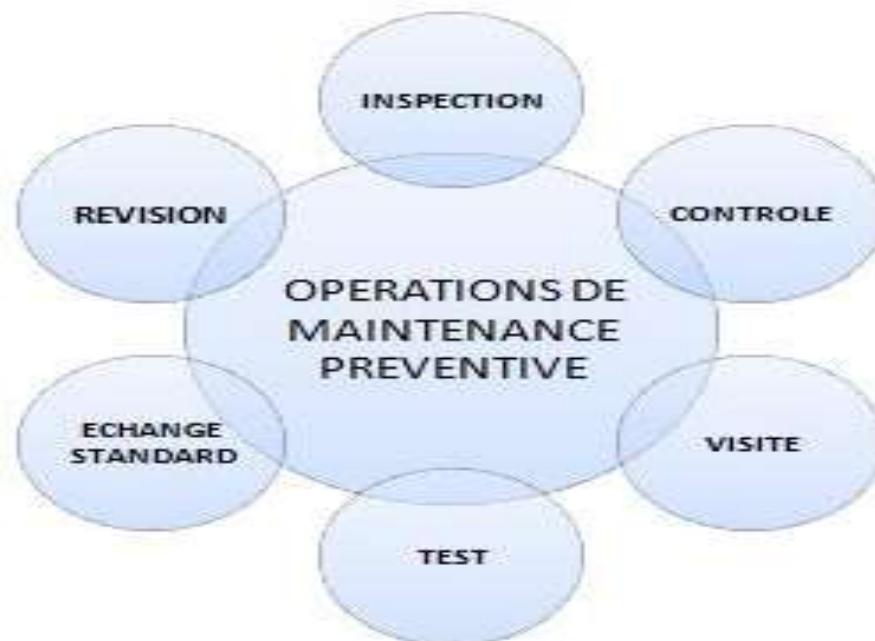 INSPECTION
REVISION
CONTROLE
OPERATIONS DE
MAINTENANCE
PREVENTIVE
ECHANGE
STANDARD
VISITE
TEST